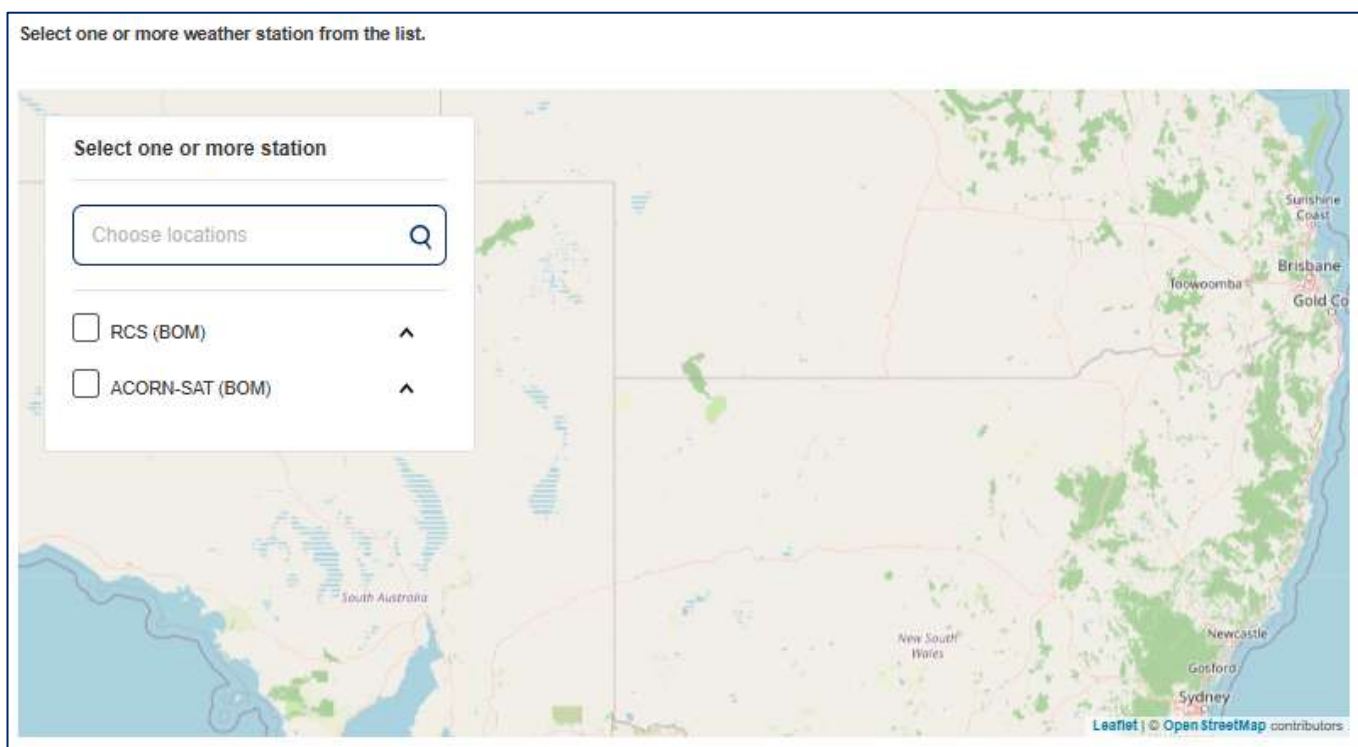 Select one or more weather station from the list.
Select one or more station
Choose locations
RCS (BOM)
ACORN-SAT (BOM)
Sunshine
Coast
Brisbane
Toowoomba
Gold Co
South Australia
New South
Wales
Newcastle
Gosford
Sydney
Leaflet | © OpenStreetMap contributors